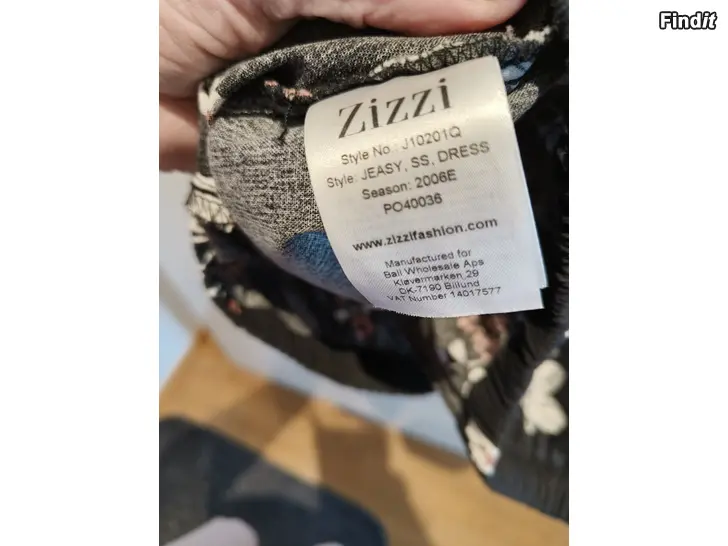 Findit
Zizzi
Style No.: J10201Q
Style: JEASY, SS, DRESS
Season: 2006E
PO40036
www.zizzifashion.com
Manufactured for
Ball Wholesale Aps
Kløvermarken 29
DK-7190 Billund
VAT Number 14017577